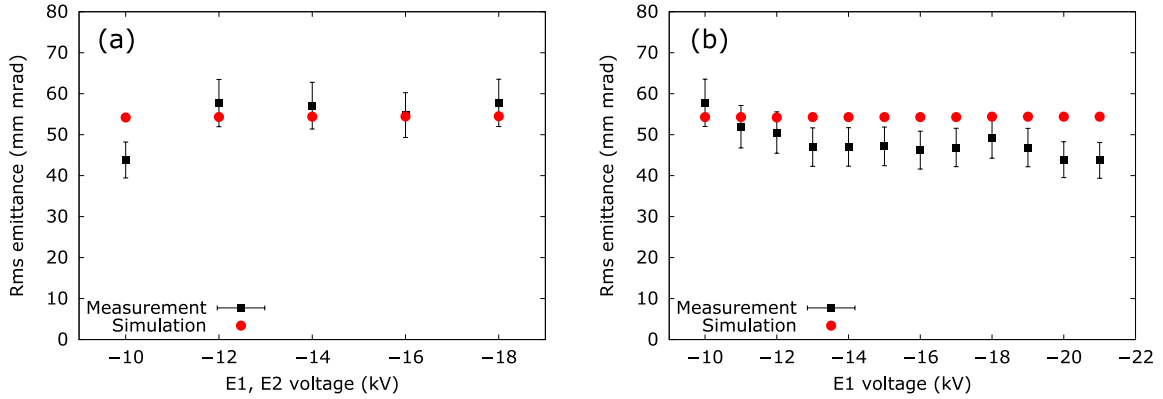 (a)
Rms emittance (mm mrad)
80
70
60
50
40
30
20
10
0
Measurement
Simulation
−10 −12 −14 −16 −18
E1, E2 voltage (kV)
(b)
Rms emittance (mm mrad)
80
70
60
50
40
30
20
10
0
Measurement
Simulation
−10 −12 −14 −16 −18 −20 −22
E1 voltage (kV)